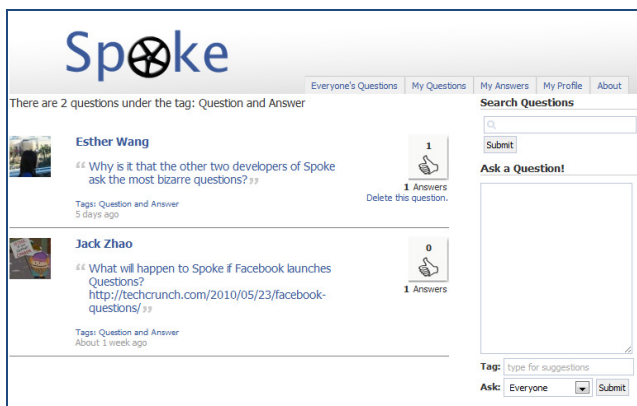 Spoke
Everyone's Questions My Questions My Answers My Profile About
There are 2 questions under the tag: Question and Answer
Esther Wang
“ Why is it that the other two developers of Spoke
ask the most bizarre questions? ”
Tags: Question and Answer
5 days ago
1
1 Answers
Delete this question.
Jack Zhao
“ What will happen to Spoke if Facebook launches
Questions?
http://techcrunch.com/2010/05/23/facebook-
questions/ ”
Tags: Question and Answer
About 1 week ago
0
1 Answers
Search Questions
Submit
Ask a Question!
Tag: type for suggestions
Ask: Everyone Submit